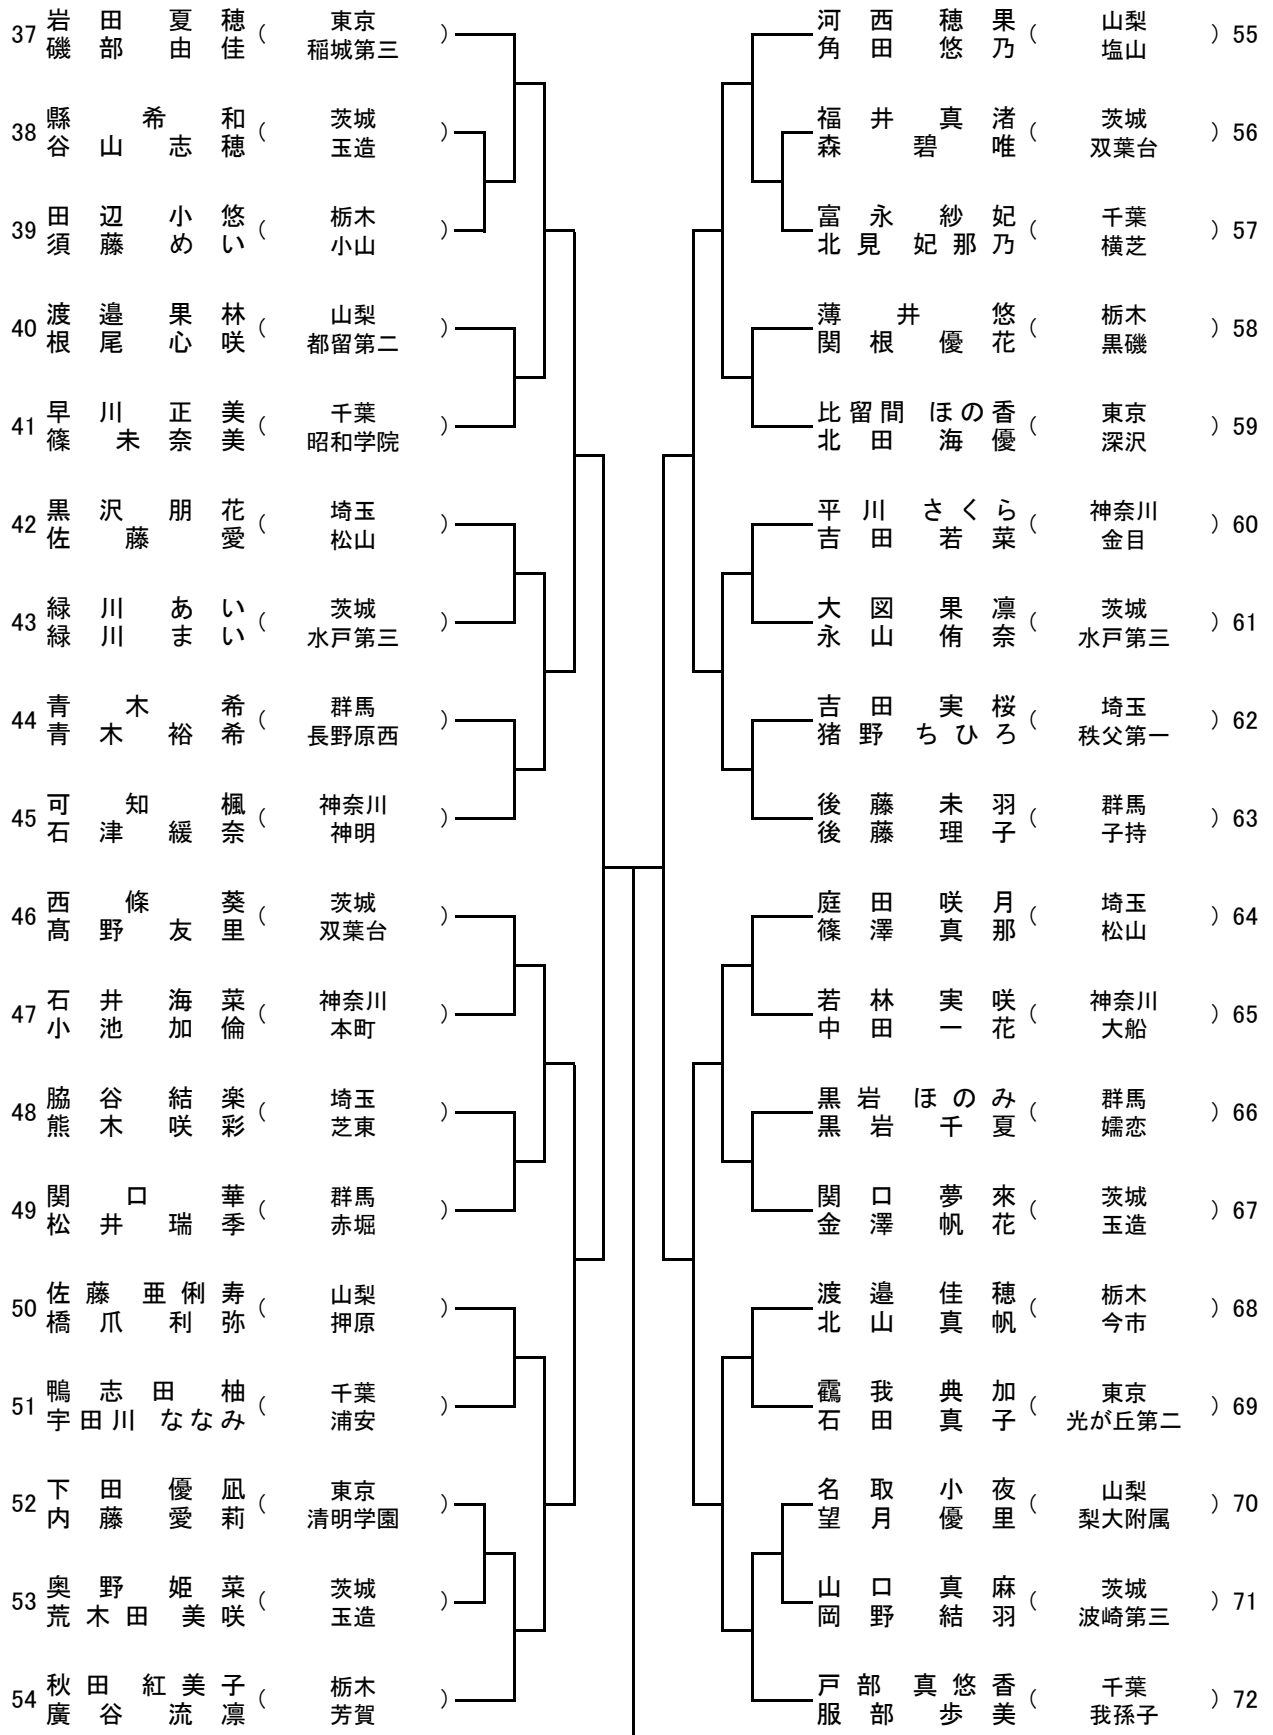 37 岩田 夏穂 ( 東京 )
磯部 由佳 稲城第三
38 縣 希和 ( 茨城 )
谷山 志穂 玉造
39 田辺 小悠 ( 栃木 )
須藤 めい 小山
40 渡邉 果林 ( 山梨 )
根尾 心咲 都留第二
41 早川 正美 ( 千葉 )
篠 未奈美 昭和学院
42 黒沢 朋花 ( 埼玉 )
佐藤 愛 松山
43 緑川 あい ( 茨城 )
緑川 まい 水戸第三
44 青木 希 ( 群馬 )
青木 裕希 長野原西
45 可知 楓 ( 神奈川 )
石津 緩奈 神明
46 西條 葵 ( 茨城 )
髙野 友里 双葉台
47 石井 海菜 ( 神奈川 )
小池 加倫 本町
48 脇谷 結楽 ( 埼玉 )
熊木 咲彩 芝東
49 関口 華 ( 群馬 )
松井 瑞季 赤堀
50 佐藤 亜俐寿 ( 山梨 )
橋爪 利弥 押原
51 鴨志田 柚 ( 千葉 )
宇田川 ななみ 浦安
52 下田 優凪 ( 東京 )
内藤 愛莉 清明学園
53 奥野 姫菜 ( 茨城 )
荒木田 美咲 玉造
54 秋田 紅美子 ( 栃木 )
廣谷 流凛 芳賀
河西 穂果 ( 山梨 ) 55
角田 悠乃 塩山
福井 真渚 ( 茨城 ) 56
森 碧唯 双葉台
富永 紗妃 ( 千葉 ) 57
北見 妃那乃 横芝
薄井 悠 ( 栃木 ) 58
関根 優花 黒磯
比留間 ほの香 ( 東京 ) 59
北田 海優 深沢
平川 さくら ( 神奈川 ) 60
吉田 若菜 金目
大図 果凛 ( 茨城 ) 61
永山 侑奈 水戸第三
吉田 実桜 ( 埼玉 ) 62
猪野 ちひろ 秩父第一
後藤 未羽 ( 群馬 ) 63
後藤 理子 子持
庭田 咲月 ( 埼玉 ) 64
篠澤 真那 松山
若林 実咲 ( 神奈川 ) 65
中田 一花 大船
黒岩 ほのみ ( 群馬 ) 66
黒岩 千夏 嬬恋
関口 夢來 ( 茨城 ) 67
金澤 帆花 玉造
渡邉 佳穂 ( 栃木 ) 68
北山 真帆 今市
靍我 典加 ( 東京 ) 69
石田 真子 光が丘第二
名取 小夜 ( 山梨 ) 70
望月 優里 梨大附属
山口 真麻 ( 茨城 ) 71
岡野 結羽 波崎第三
戸部 真悠香 ( 千葉 ) 72
服部 歩美 我孫子